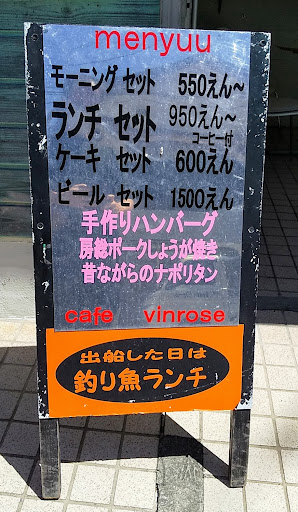 menyuu
モーニング セット 550えん～
ランチ セット 950えん～
コーヒー付
ケーキ セット 600えん
ビール セット 1500えん
手作りハンバーグ
房総ポークしょうが焼き
昔ながらのナポリタン
cafe vinrose
出船した日は
釣り魚ランチ